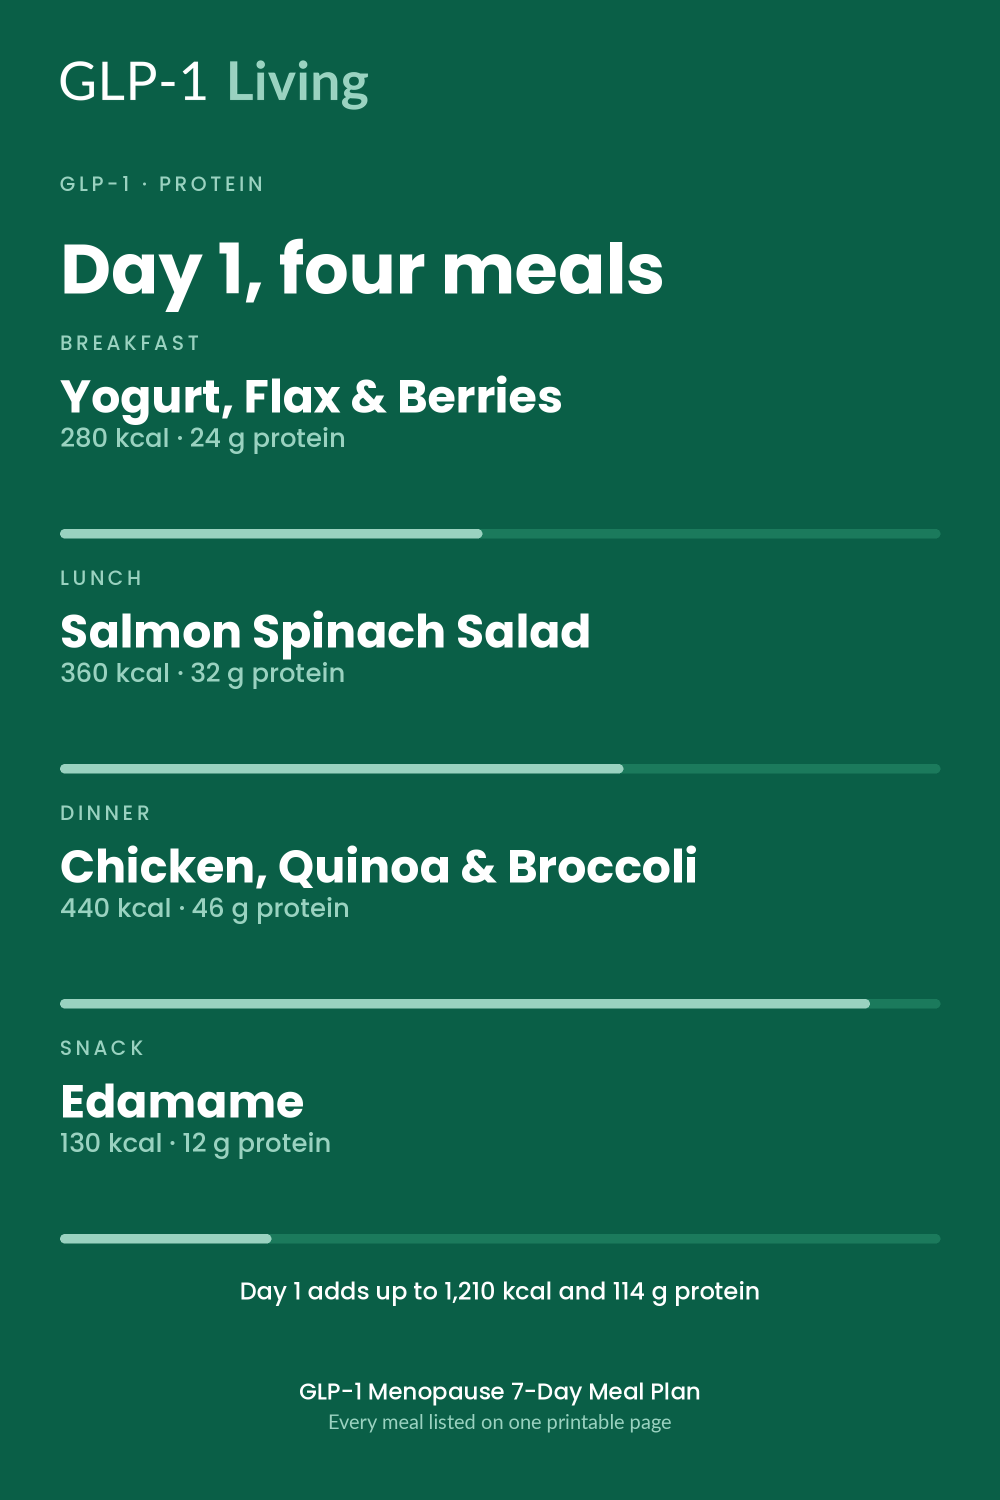 GLP-1 Living
GLP-1 · PROTEIN
Day 1, four meals
BREAKFAST
Yogurt, Flax & Berries
280 kcal · 24 g protein
LUNCH
Salmon Spinach Salad
360 kcal · 32 g protein
DINNER
Chicken, Quinoa & Broccoli
440 kcal · 46 g protein
SNACK
Edamame
130 kcal · 12 g protein
Day 1 adds up to 1,210 kcal and 114 g protein
GLP-1 Menopause 7-Day Meal Plan
Every meal listed on one printable page